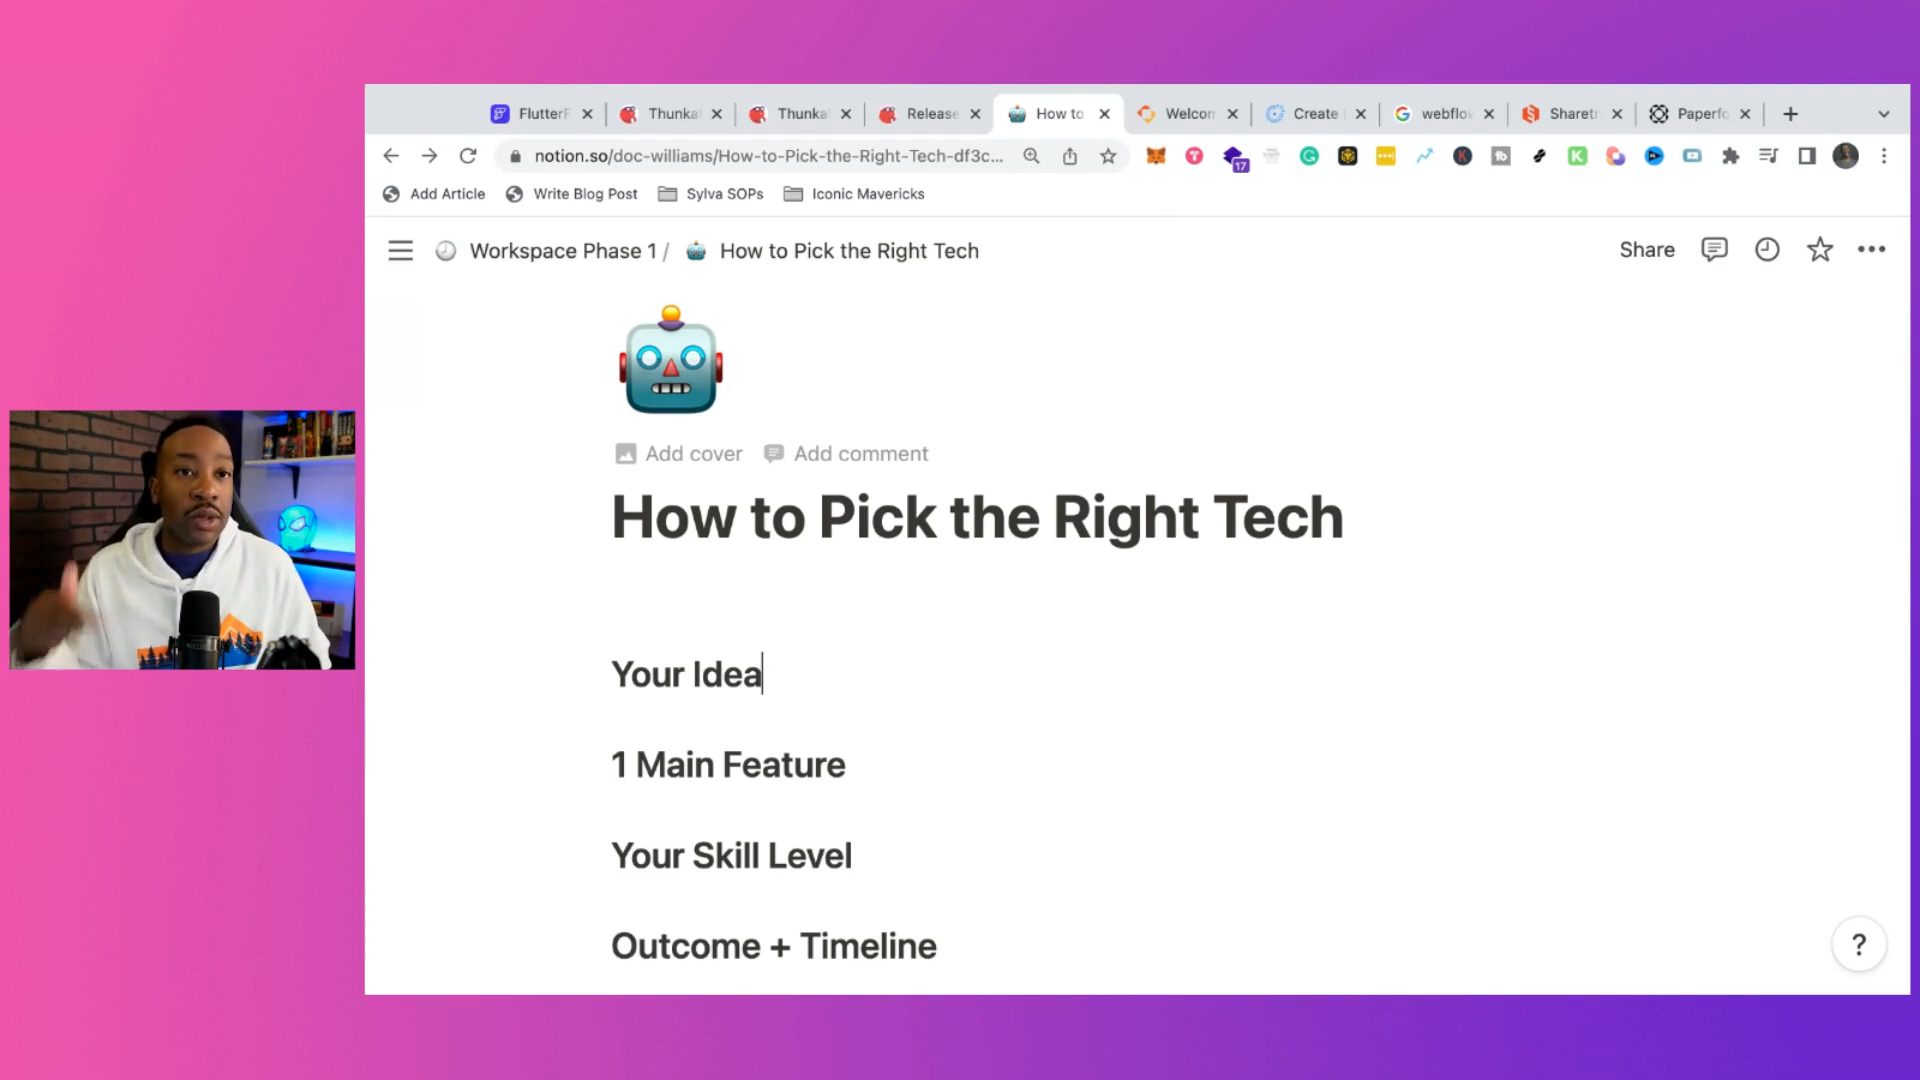 FlutterF
Thunka
Thunka
Release
How to
Welcom
Create
webflov
Sharetr
Paperfo
notion.so/doc-williams/How-to-Pick-the-Right-Tech-df3c...
17
Add Article
Write Blog Post
Sylva SOPs
Iconic Mavericks
Workspace Phase 1 /
How to Pick the Right Tech
Share
Add cover
Add comment
How to Pick the Right Tech
Your Idea
1 Main Feature
Your Skill Level
Outcome + Timeline
?